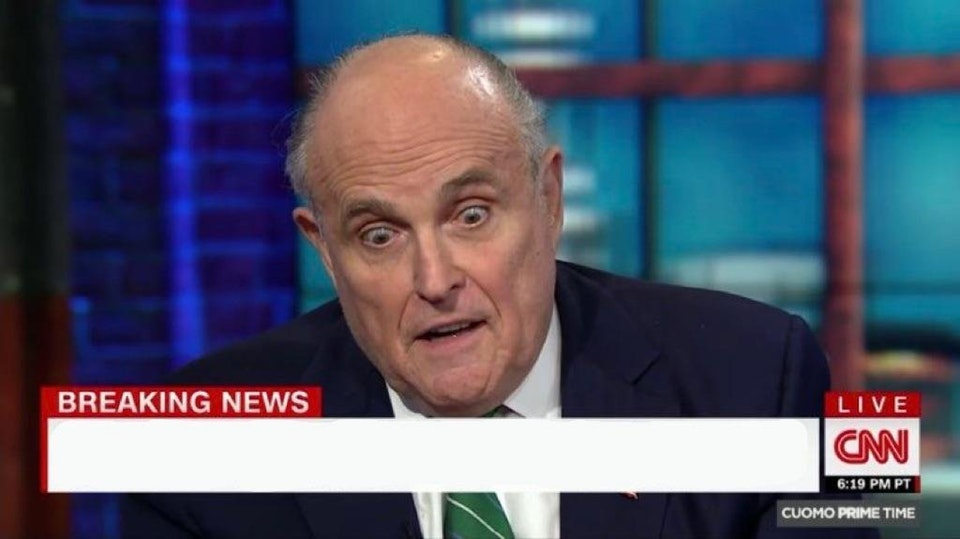 BREAKING NEWS
LIVE
CNN
6:19 PM PT
CUOMO PRIME TIME